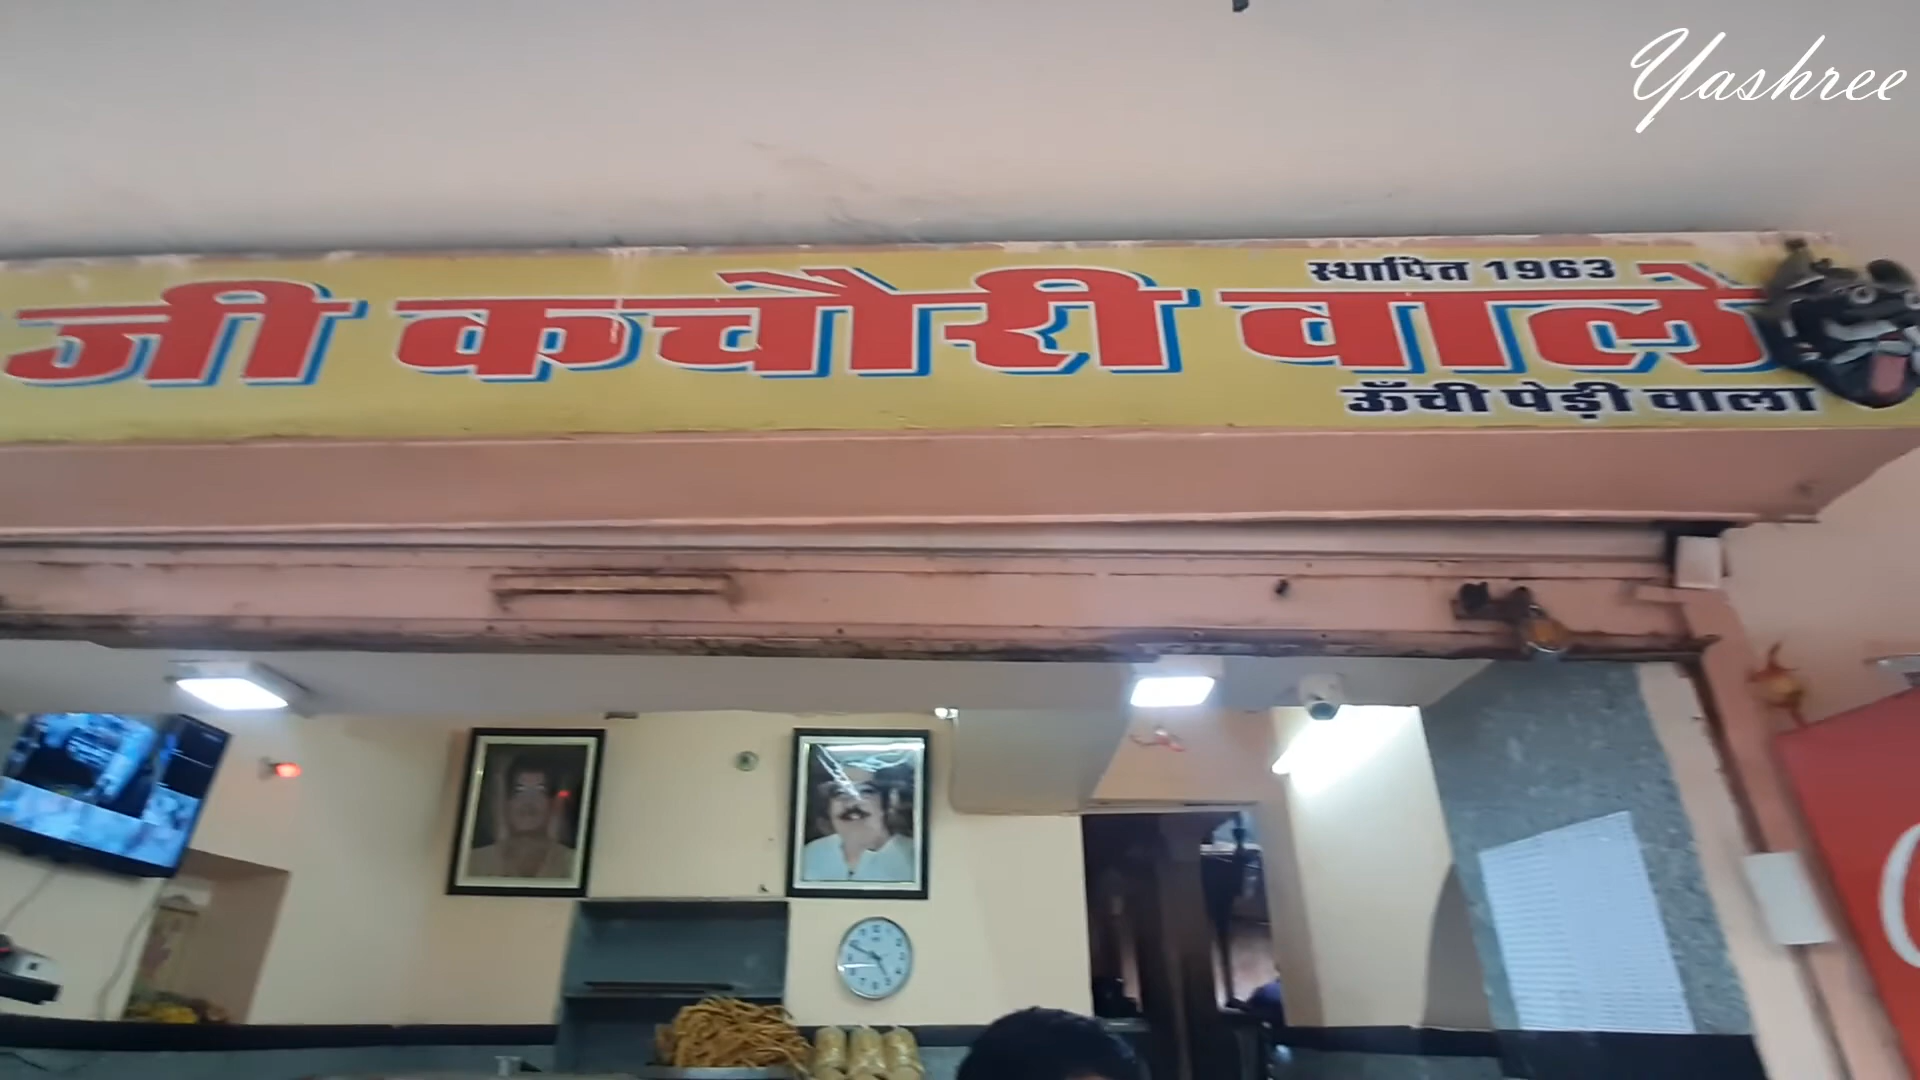 Yashree
स्थापित 1963
जी कचौरी वाले
ऊँची पेड़ी वाला